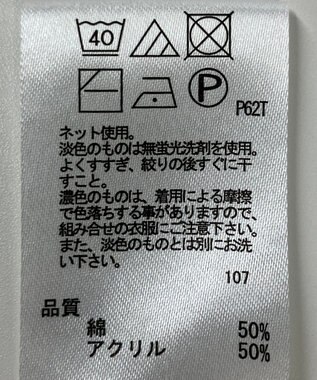 40
P
P62T
ネット使用。
淡色のものは無蛍光洗剤を使用。
よくすすぎ、絞りの後すぐに干
すこと。
濃色のものは、着用による摩擦
で色落ちする事がありますので、
組み合せの衣服にご注意下さい。
また、淡色のものとは別にお洗
い下さい。
107
品質
綿 50%
アクリル 50%